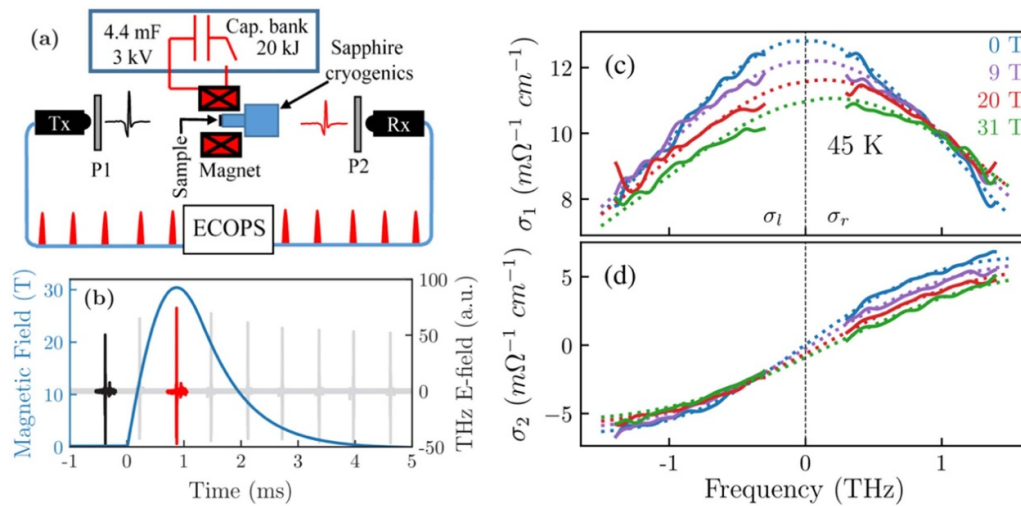 (a)
4.4 mF
3 kV
Cap. bank
20 kJ
Sapphire
cryogenics
Tx
P1
Sample
Magnet
P2
Rx
ECOPS
(b)
Magnetic Field (T)
30
20
10
0
100
50
0
-50
THz E-field (a.u.)
-1 0 1 2 3 4 5
Time (ms)
(c)
0 T
9 T
20 T
31 T
45 K
σ₁ (mΩ⁻¹ cm⁻¹)
12
10
8
σₗ σᵣ
(d)
σ₂ (mΩ⁻¹ cm⁻¹)
5
0
−5
-1 0 1
Frequency (THz)